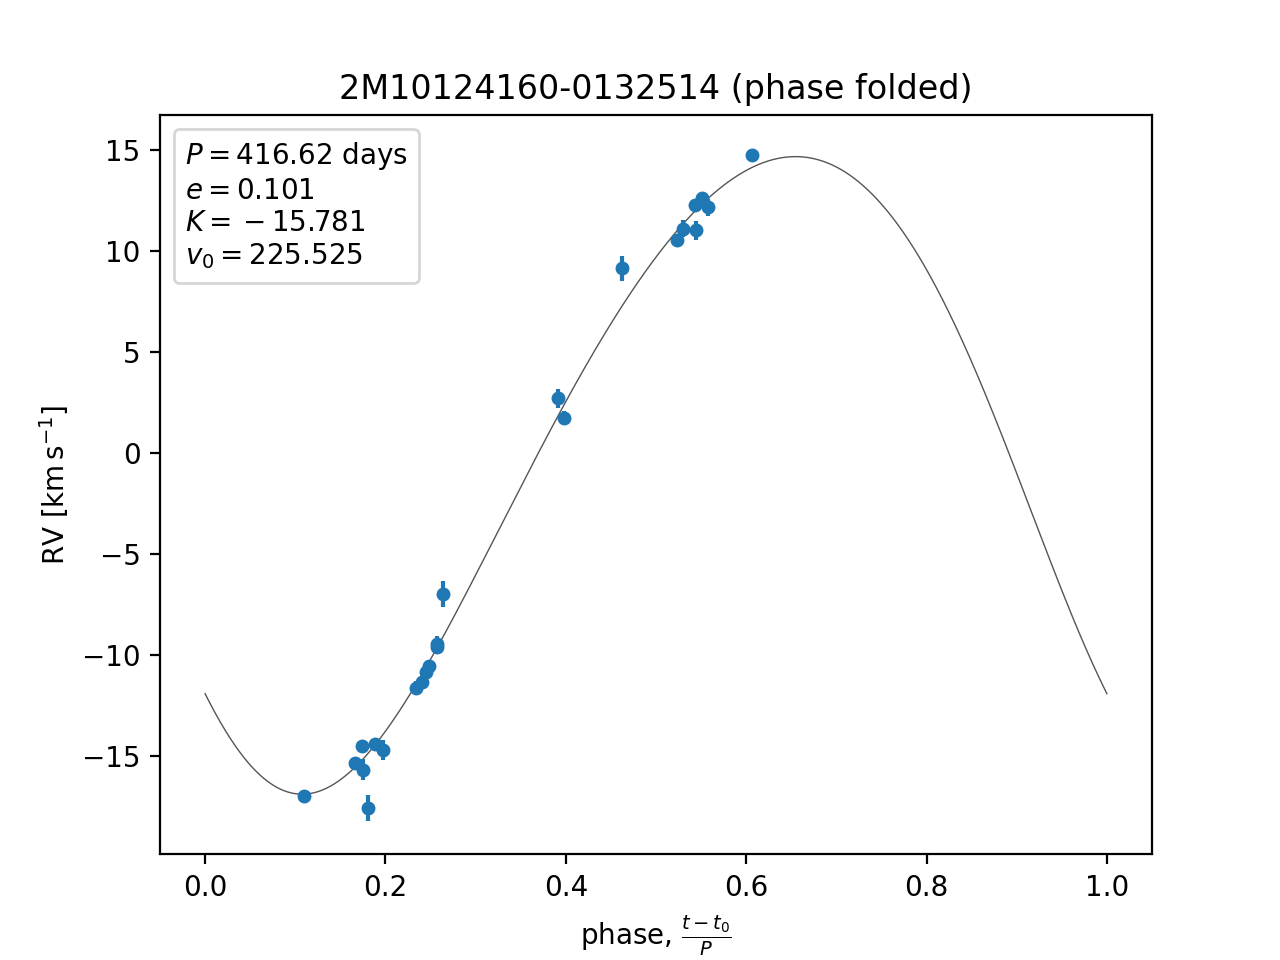 2M10124160-0132514 (phase folded)
P = 416.62 days
e = 0.101
K = −15.781
v₀ = 225.525
RV [km s⁻¹]
15
10
5
0
−5
−10
−15
0.0 0.2 0.4 0.6 0.8 1.0
phase, (t − t₀)/P